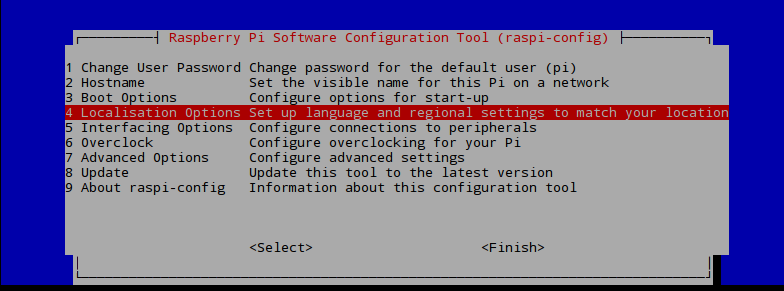 Raspberry Pi Software Configuration Tool (raspi-config)
1 Change User Password Change password for the default user (pi)
2 Hostname Set the visible name for this Pi on a network
3 Boot Options Configure options for start-up
4 Localisation Options Set up language and regional settings to match your location
5 Interfacing Options Configure connections to peripherals
6 Overclock Configure overclocking for your Pi
7 Advanced Options Configure advanced settings
8 Update Update this tool to the latest version
9 About raspi-config Information about this configuration tool
<Select> <Finish>